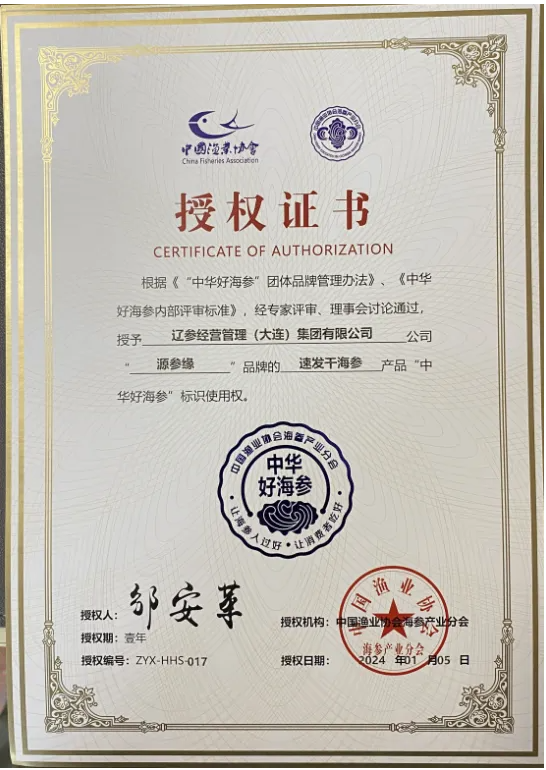 中国渔业协会
China Fisheries Association
授权证书
CERTIFICATE OF AUTHORIZATION
根据《“中华好海参”团体品牌管理办法》、《中华
好海参内部评审标准》，经专家评审、理事会讨论通过，
授予 辽参经营管理（大连）集团有限公司 公司
“ 源参缘 ”品牌的 速发干海参 产品“中
华好海参”标识使用权。
中国渔业协会海参产业分会
中华
好海参
·让海参人过好·让消费者吃好·
授权人：
授权期：壹年
授权编号：ZYX-HHS-017
授权机构：中国渔业协会海参产业分会
授权日期： 2024 年01 月05 日
中国渔业协会
海参产业分会